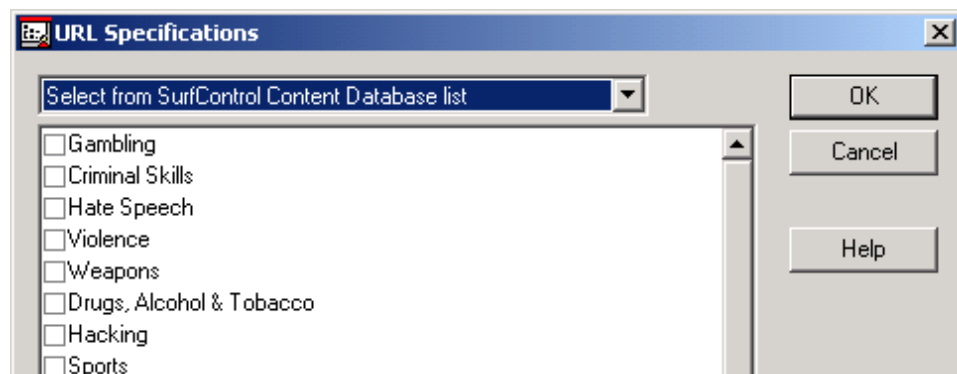 URL Specifications
Select from SurfControl Content Database list
OK
Gambling
Cancel
Criminal Skills
Hate Speech
Violence
Help
Weapons
Drugs, Alcohol & Tobacco
Hacking
Sports